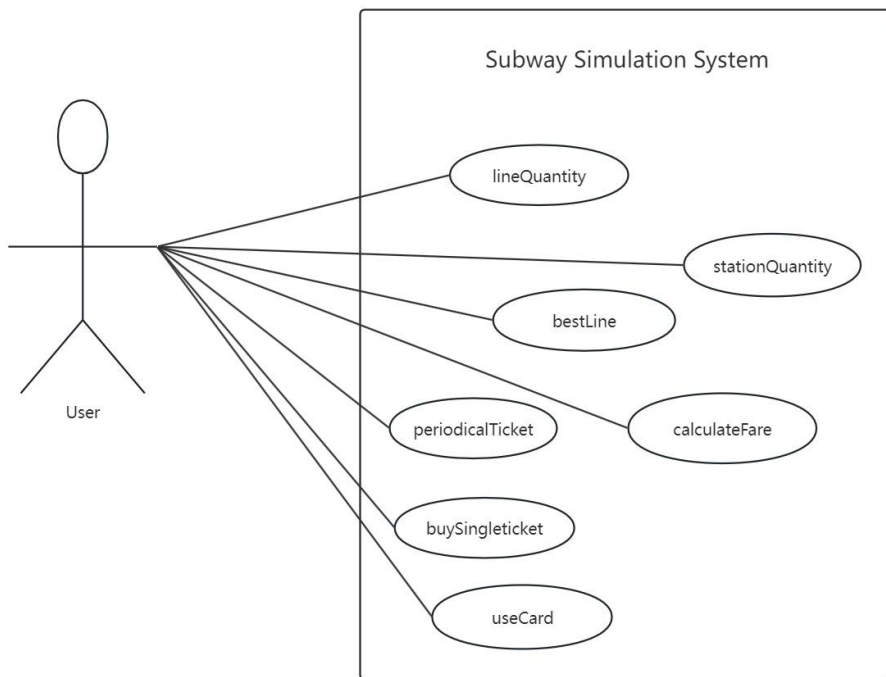 Subway Simulation System
lineQuantity
stationQuantity
bestLine
User
periodicalTicket
calculateFare
buySingleticket
useCard